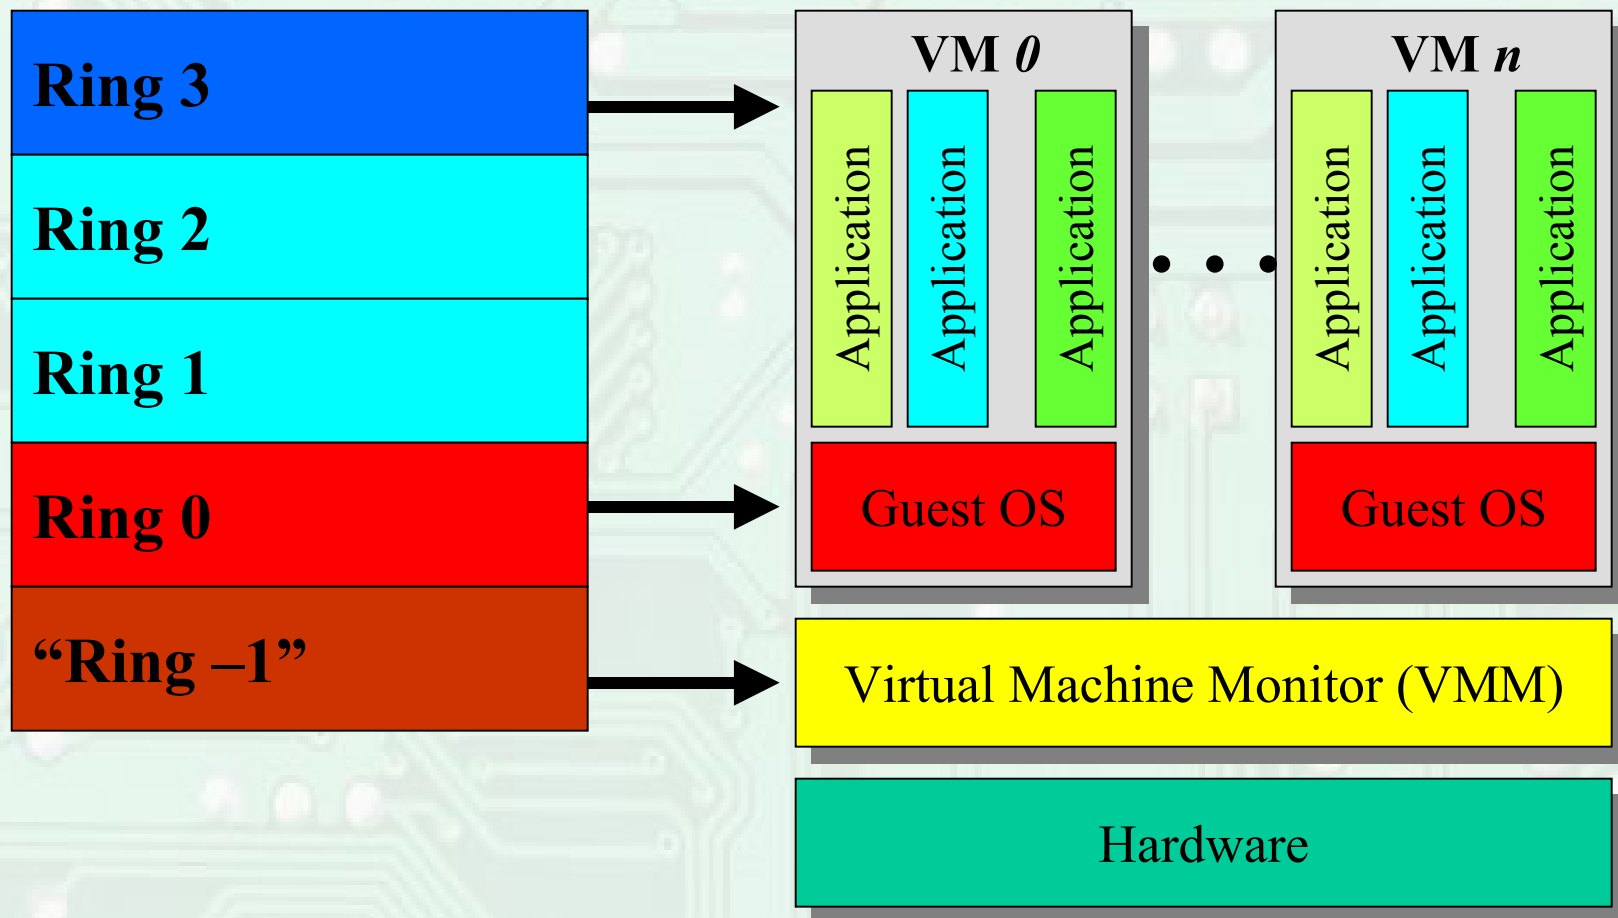 Ring 3
Ring 2
Ring 1
Ring 0
“Ring –1”
VM 0
Application
Application
Application
Guest OS
. . .
VM n
Application
Application
Application
Guest OS
Virtual Machine Monitor (VMM)
Hardware